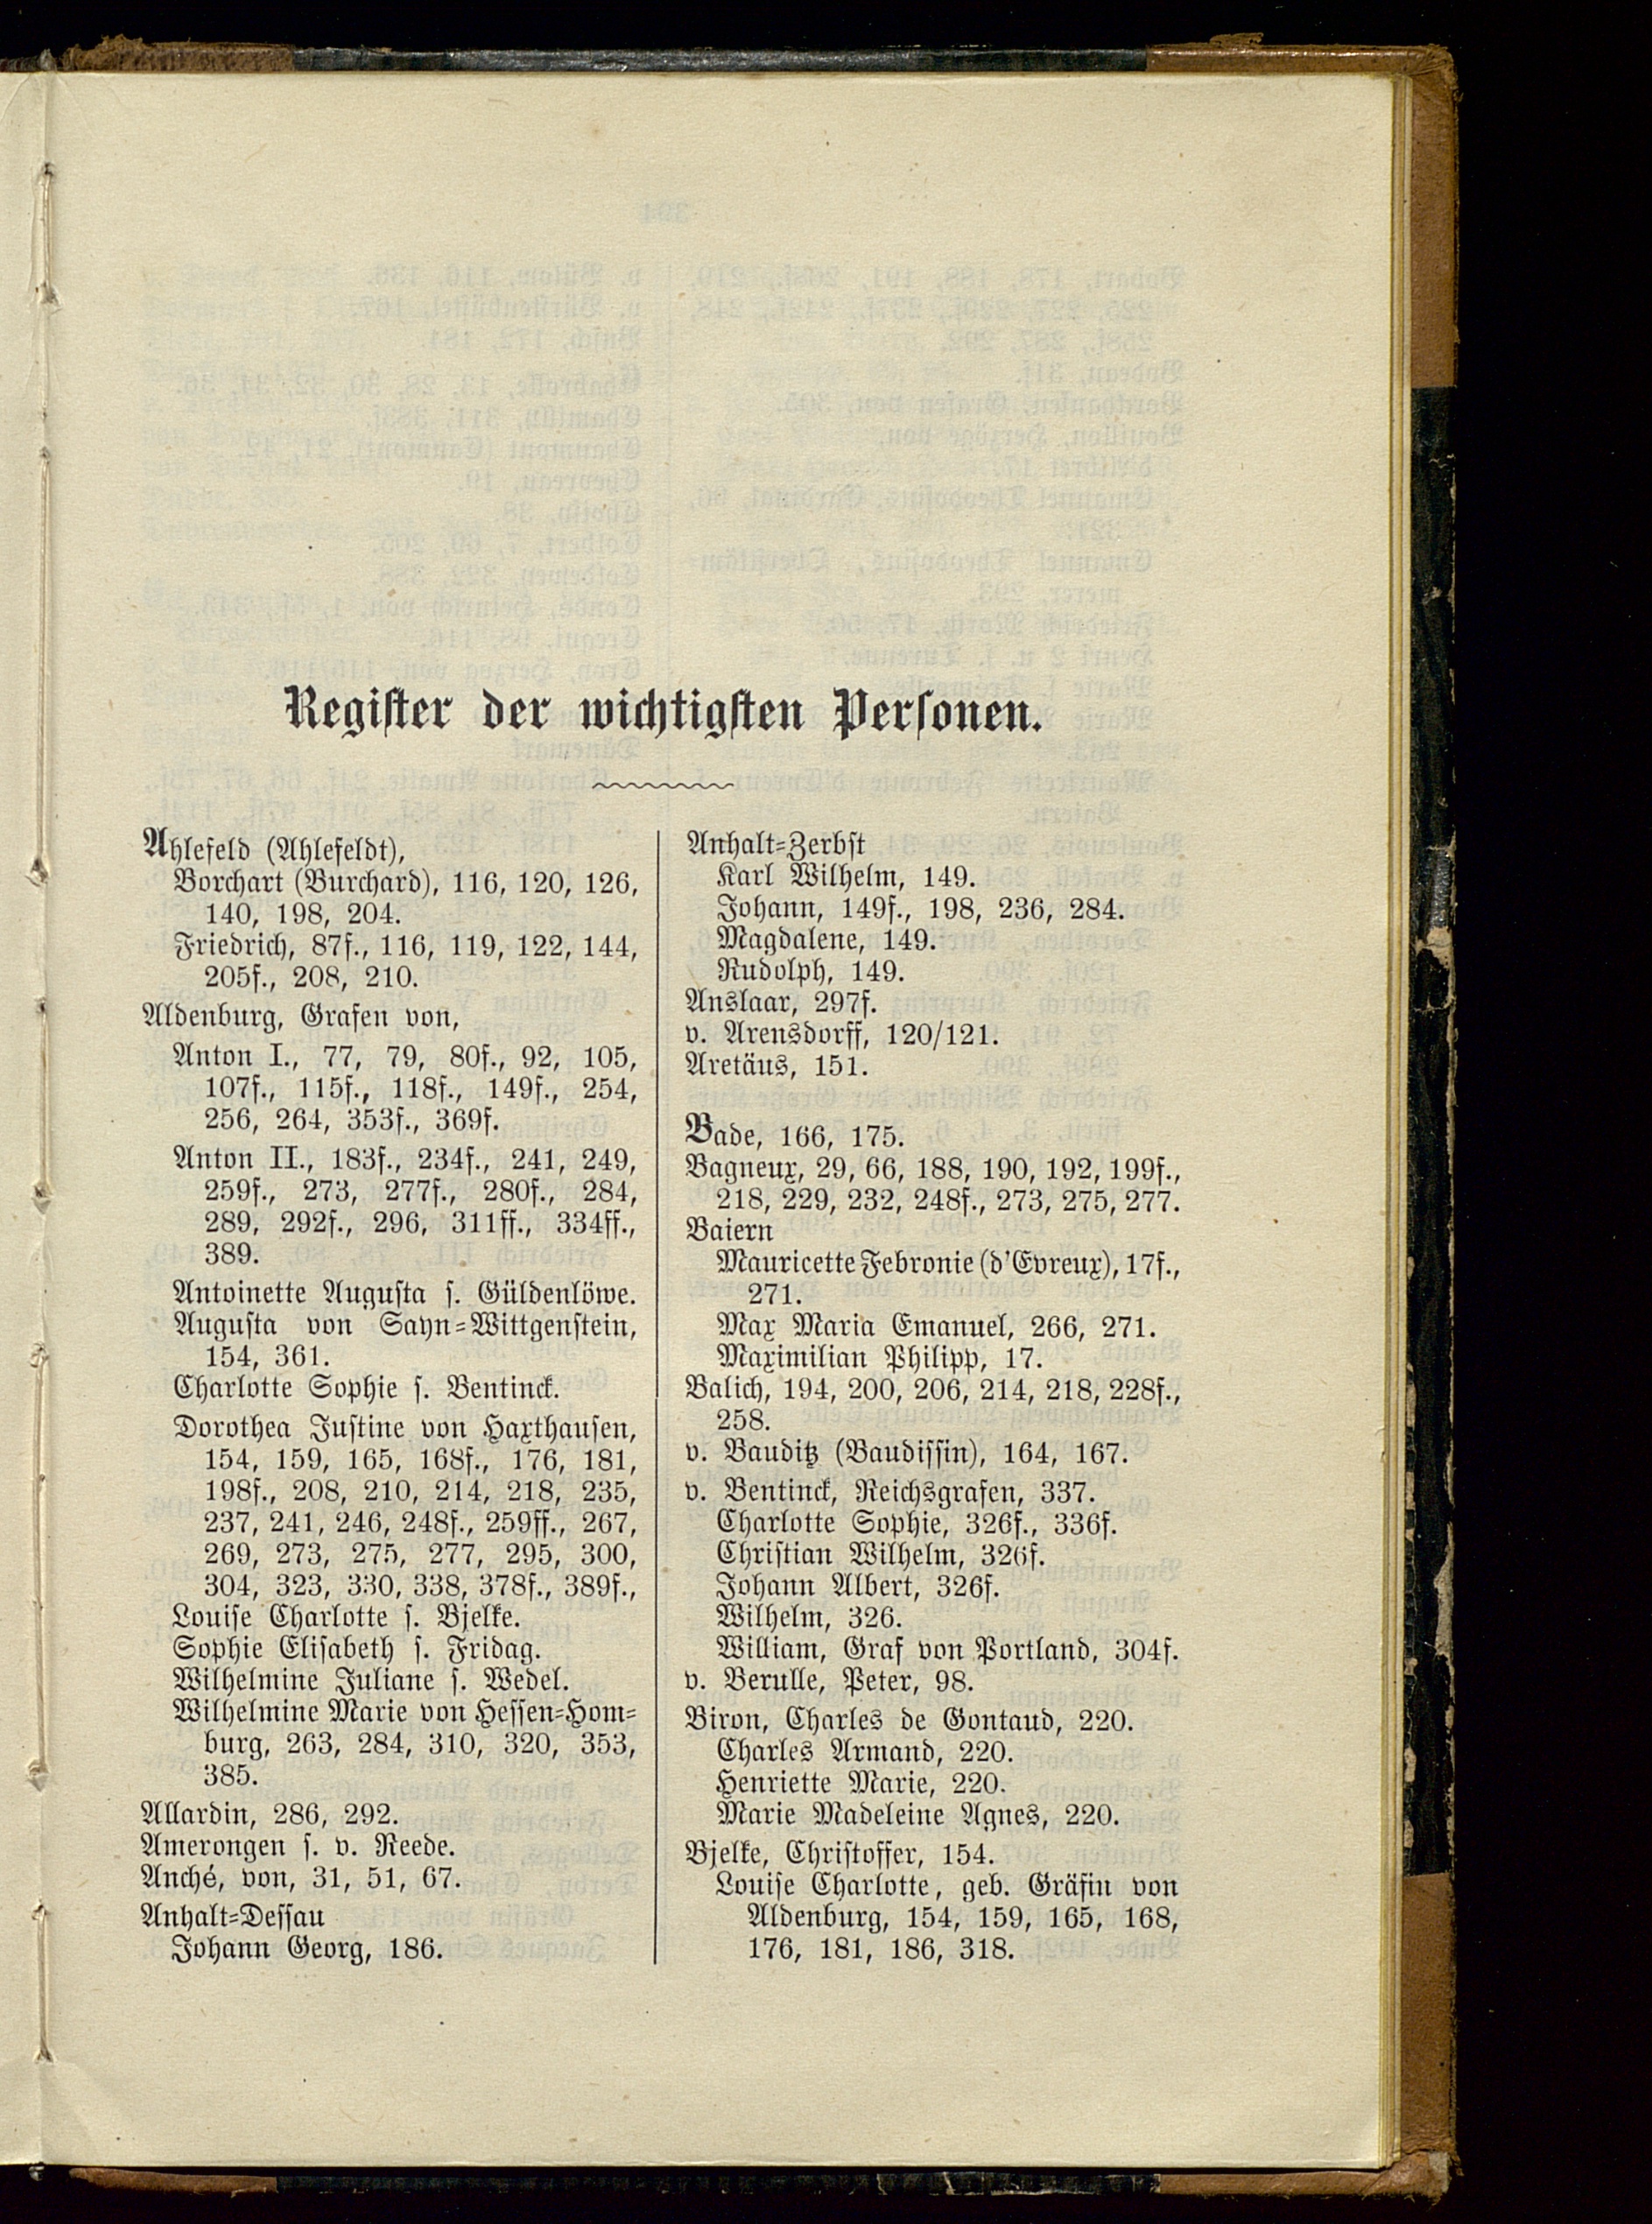 Register der wichtigsten Personen.
Ahlefeld (Ahlefeldt),
Borchart (Burchard), 116, 120, 126,
140, 198, 204.
Friedrich, 87f., 116, 119, 122, 144,
205f., 208, 210.
Aldenburg, Grafen von,
Anton I., 77, 79, 80f., 92, 105,
107f., 115f., 118f., 149f., 254,
256, 264, 353f., 369f.
Anton II., 183f., 234f., 241, 249,
259f., 273, 277f., 280f., 284,
289, 292f., 296, 311ff., 334ff.,
389.
Antoinette Augusta s. Güldenlöwe.
Augusta von Sayn=Wittgenstein,
154, 361.
Charlotte Sophie s. Bentinck.
Dorothea Justine von Haxthausen,
154, 159, 165, 168f., 176, 181,
198f., 208, 210, 214, 218, 235,
237, 241, 246, 248f., 259ff., 267,
269, 273, 275, 277, 295, 300,
304, 323, 330, 338, 378f., 389f.,
Louise Charlotte s. Bjelke.
Sophie Elisabeth s. Fridag.
Wilhelmine Juliane s. Wedel.
Wilhelmine Marie von Hessen=Hom=
burg, 263, 284, 310, 320, 353,
385.
Allardin, 286, 292.
Amerongen s. v. Reede.
Anché, von, 31, 51, 67.
Anhalt=Dessau
Johann Georg, 186.
Anhalt=Zerbst
Karl Wilhelm, 149.
Johann, 149f., 198, 236, 284.
Magdalene, 149.
Rudolph, 149.
Anslaar, 297f.
v. Arensdorff, 120/121.
Aretäus, 151.
Bade, 166, 175.
Bagneux, 29, 66, 188, 190, 192, 199f.,
218, 229, 232, 248f., 273, 275, 277.
Baiern
Mauricette Febronie (d'Evreux), 17f.,
271.
Max Maria Emanuel, 266, 271.
Maximilian Philipp, 17.
Balich, 194, 200, 206, 214, 218, 228f.,
258.
v. Bauditz (Baudissin), 164, 167.
v. Bentinck, Reichsgrafen, 337.
Charlotte Sophie, 326f., 336f.
Christian Wilhelm, 326f.
Johann Albert, 326f.
Wilhelm, 326.
William, Graf von Portland, 304f.
v. Berulle, Peter, 98.
Biron, Charles de Gontaud, 220.
Charles Armand, 220.
Henriette Marie, 220.
Marie Madeleine Agnes, 220.
Bjelke, Christoffer, 154.
Louise Charlotte, geb. Gräfin von
Aldenburg, 154, 159, 165, 168,
176, 181, 186, 318.